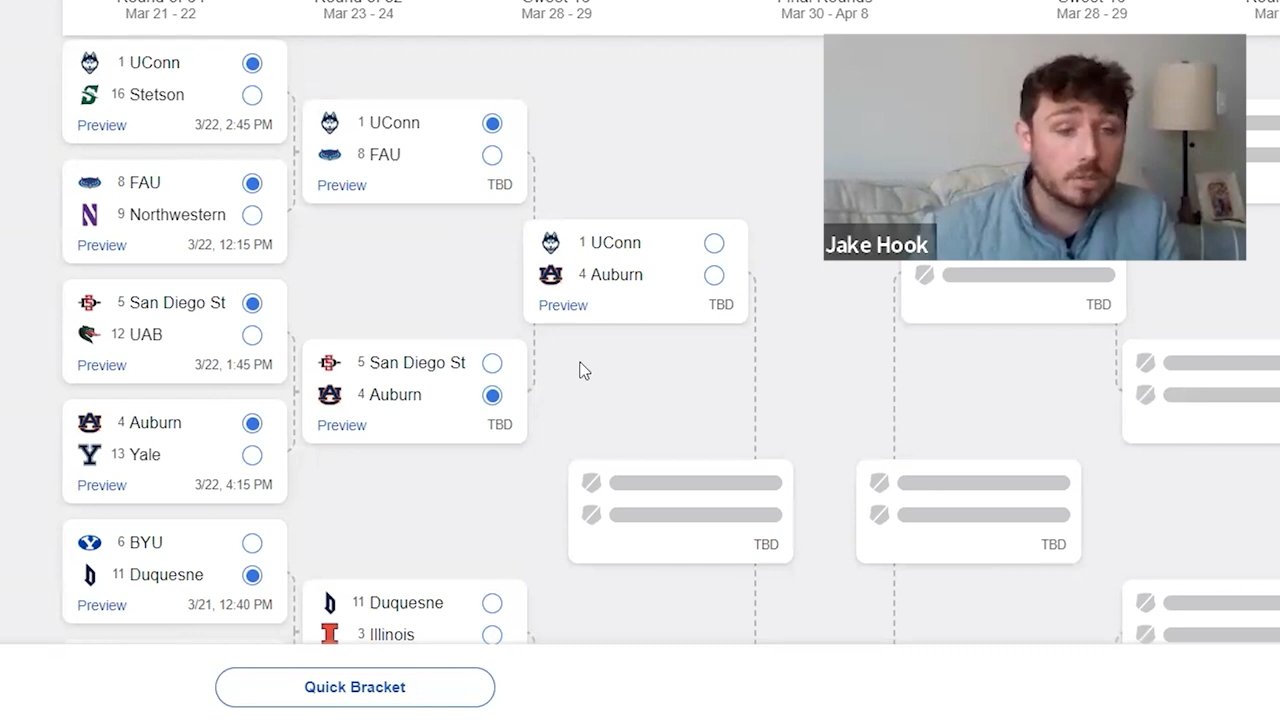 Mar 21 - 22
Mar 23 - 24
Mar 28 - 29
Mar 30 - Apr 8
Mar 28 - 29
Mar
1 UConn
16 Stetson
Preview 3/22, 2:45 PM
8 FAU
9 Northwestern
Preview 3/22, 12:15 PM
5 San Diego St
12 UAB
Preview 3/22, 1:45 PM
4 Auburn
13 Yale
Preview 3/22, 4:15 PM
6 BYU
11 Duquesne
Preview 3/21, 12:40 PM
1 UConn
8 FAU
Preview TBD
5 San Diego St
4 Auburn
Preview TBD
11 Duquesne
3 Illinois
1 UConn
4 Auburn
Preview TBD
TBD
TBD
TBD
Jake Hook
Quick Bracket